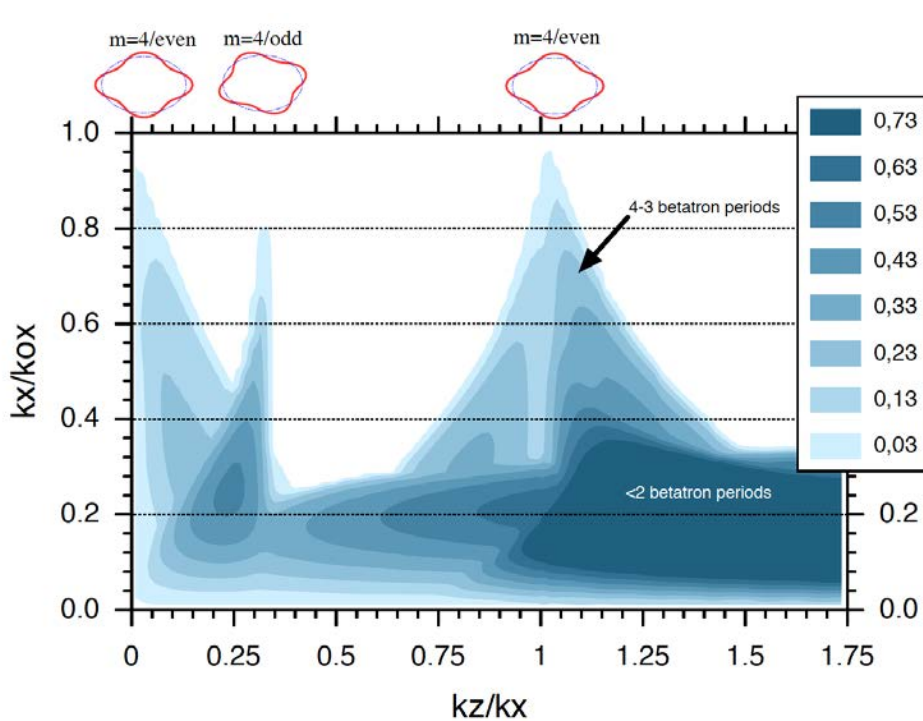 m=4/even m=4/odd m=4/even
1.0
0,73
0,63
0,53
0,43
0,33
0,23
0,13
0,03
4-3 betatron periods
0.8
0.6
kx/kox
0.4
<2 betatron periods
0.2 0.2
0.0 0.0
0 0.25 0.5 0.75 1 1.25 1.5 1.75
kz/kx